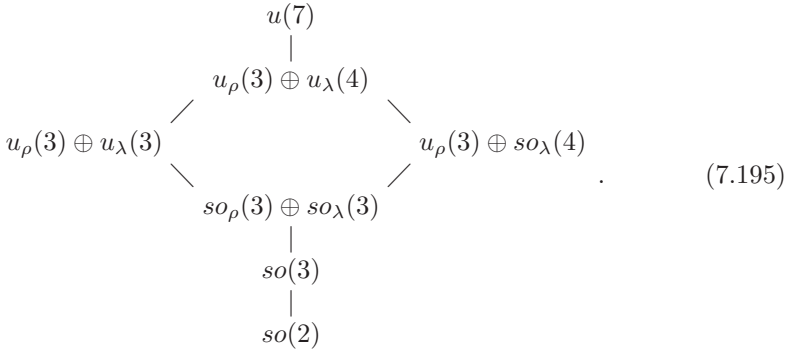 u(7)
u_ρ(3) ⊕ u_λ(4)
u_ρ(3) ⊕ u_λ(3) u_ρ(3) ⊕ so_λ(4)
. (7.195)
so_ρ(3) ⊕ so_λ(3)
so(3)
so(2)